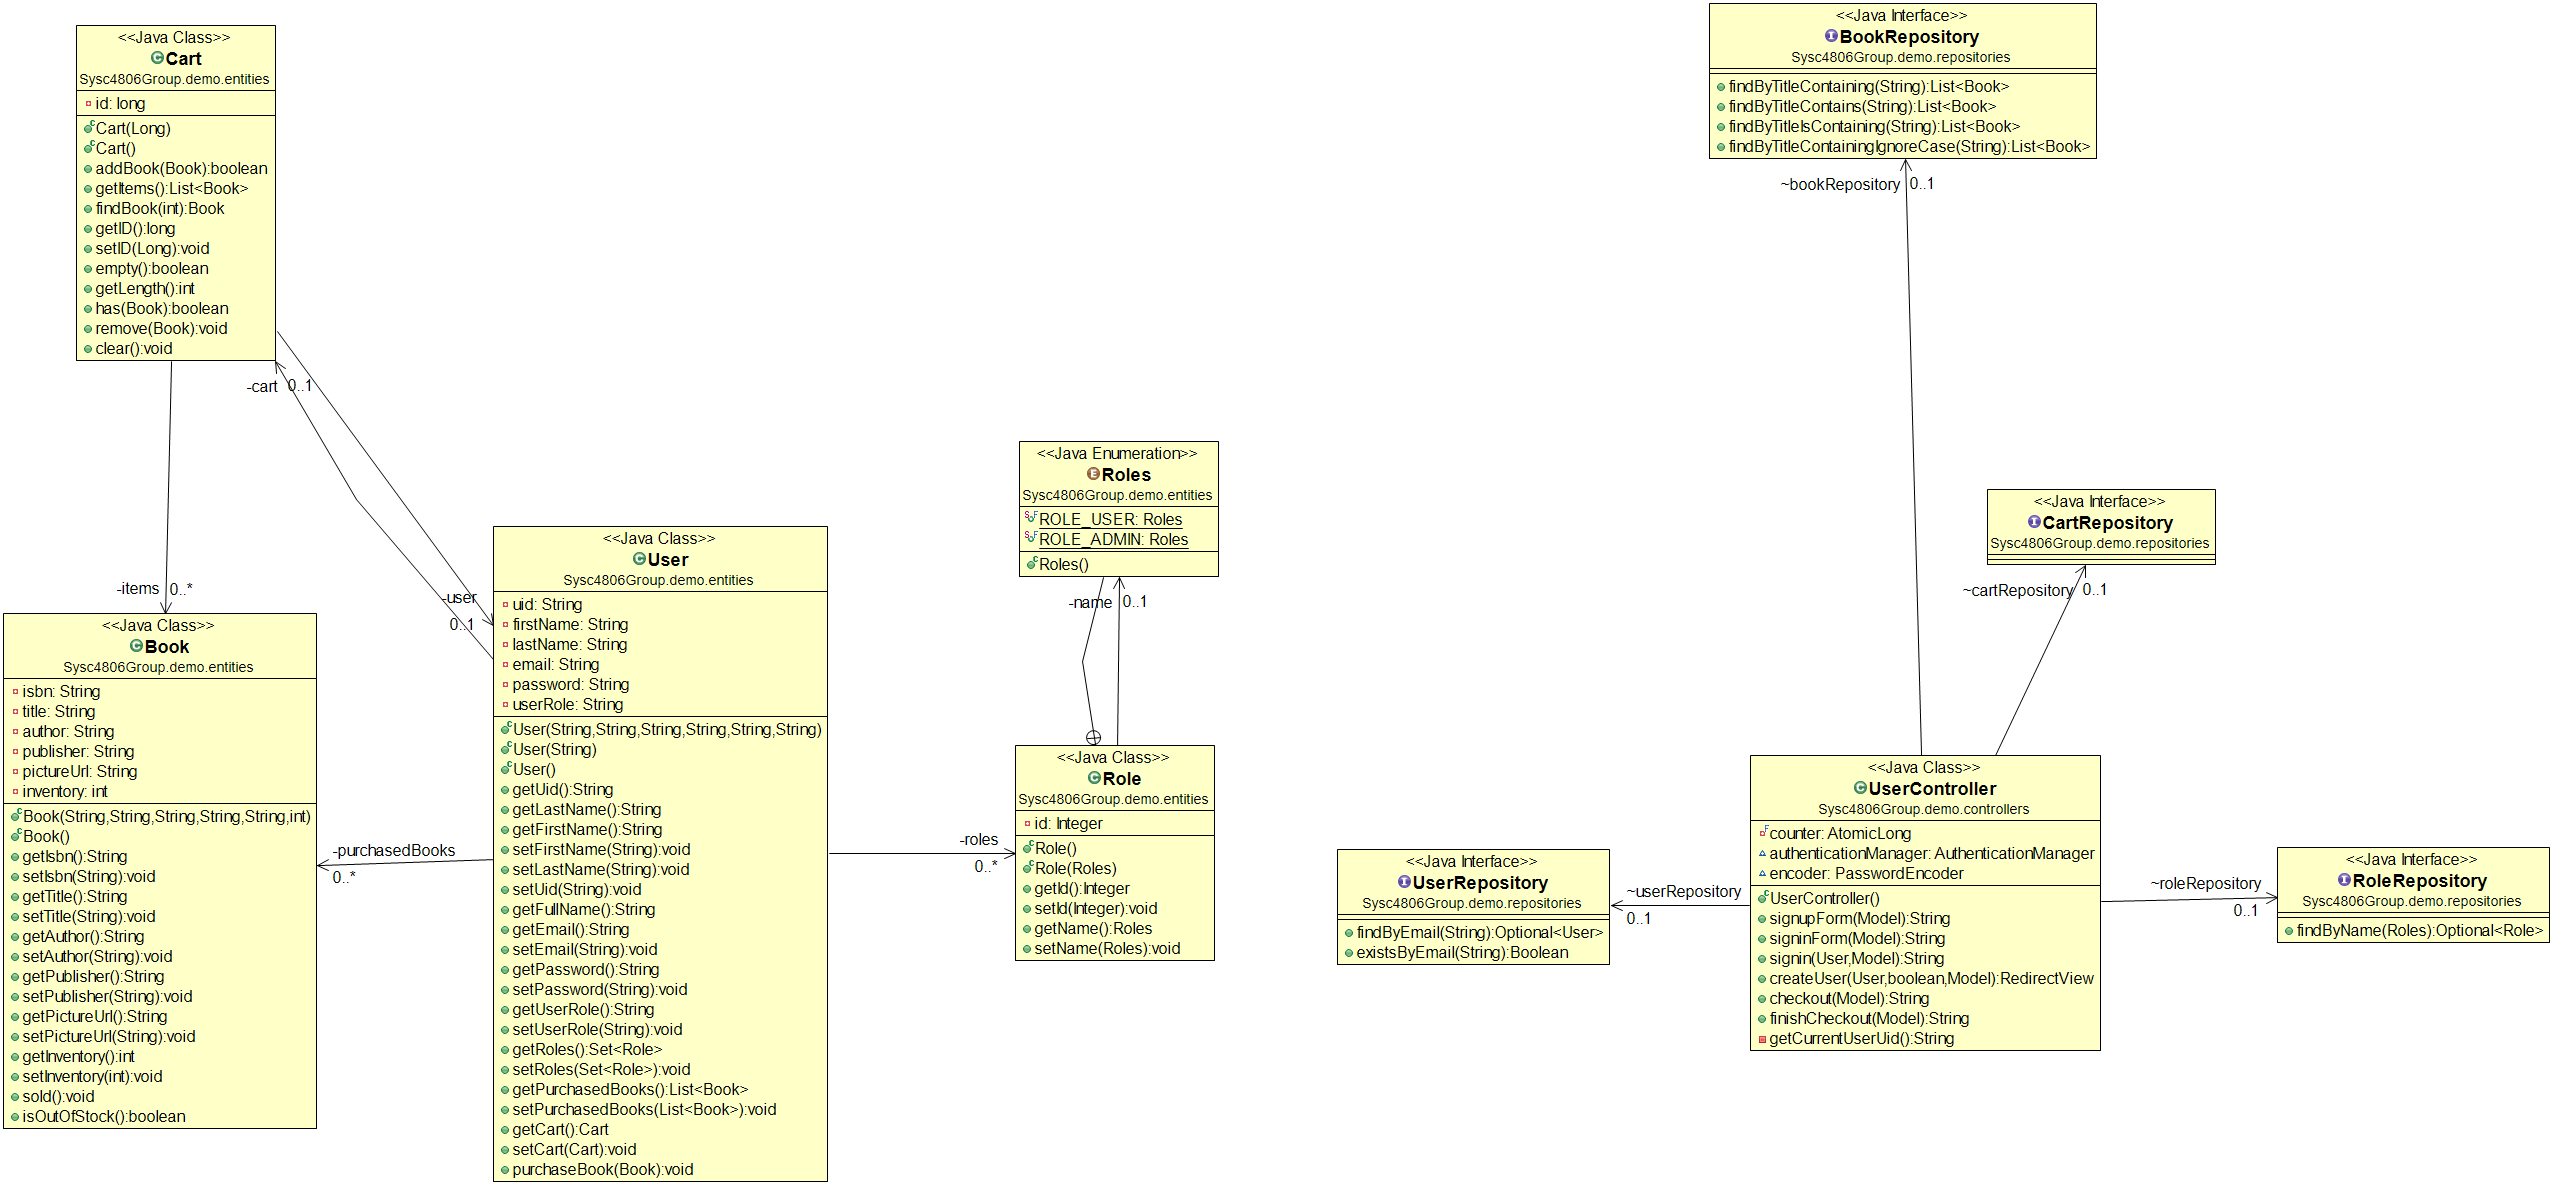 <<Java Class>>
Cart
Sysc4806Group.demo.entities
id: long
Cart(Long)
Cart()
addBook(Book):boolean
getItems():List<Book>
findBook(int):Book
getID():long
setID(Long):void
empty():boolean
getLength():int
has(Book):boolean
remove(Book):void
clear():void
-cart 0..1
-items 0..*
-user
0..1
<<Java Class>>
Book
Sysc4806Group.demo.entities
isbn: String
title: String
author: String
publisher: String
pictureUrl: String
inventory: int
Book(String,String,String,String,String,int)
Book()
getIsbn():String
setIsbn(String):void
getTitle():String
setTitle(String):void
getAuthor():String
setAuthor(String):void
getPublisher():String
setPublisher(String):void
getPictureUrl():String
setPictureUrl(String):void
getInventory():int
setInventory(int):void
sold():void
isOutOfStock():boolean
-purchasedBooks
0..*
<<Java Class>>
User
Sysc4806Group.demo.entities
uid: String
firstName: String
lastName: String
email: String
password: String
userRole: String
User(String,String,String,String,String,String)
User(String)
User()
getUid():String
getLastName():String
getFirstName():String
setFirstName(String):void
setLastName(String):void
setUid(String):void
getFullName():String
getEmail():String
setEmail(String):void
getPassword():String
setPassword(String):void
getUserRole():String
setUserRole(String):void
getRoles():Set<Role>
setRoles(Set<Role>):void
getPurchasedBooks():List<Book>
setPurchasedBooks(List<Book>):void
getCart():Cart
setCart(Cart):void
purchaseBook(Book):void
-roles
0..*
<<Java Enumeration>>
Roles
Sysc4806Group.demo.entities
ROLE_USER: Roles
ROLE_ADMIN: Roles
Roles()
-name 0..1
<<Java Class>>
Role
Sysc4806Group.demo.entities
id: Integer
Role()
Role(Roles)
getId():Integer
setId(Integer):void
getName():Roles
setName(Roles):void
<<Java Interface>>
BookRepository
Sysc4806Group.demo.repositories
findByTitleContaining(String):List<Book>
findByTitleContains(String):List<Book>
findByTitleIsContaining(String):List<Book>
findByTitleContainingIgnoreCase(String):List<Book>
~bookRepository 0..1
<<Java Interface>>
CartRepository
Sysc4806Group.demo.repositories
~cartRepository 0..1
<<Java Interface>>
UserRepository
Sysc4806Group.demo.repositories
findByEmail(String):Optional<User>
existsByEmail(String):Boolean
~userRepository
0..1
<<Java Class>>
UserController
Sysc4806Group.demo.controllers
counter: AtomicLong
authenticationManager: AuthenticationManager
encoder: PasswordEncoder
UserController()
signupForm(Model):String
signinForm(Model):String
signin(User,Model):String
createUser(User,boolean,Model):RedirectView
checkout(Model):String
finishCheckout(Model):String
getCurrentUserUid():String
~roleRepository
0..1
<<Java Interface>>
RoleRepository
Sysc4806Group.demo.repositories
findByName(Roles):Optional<Role>